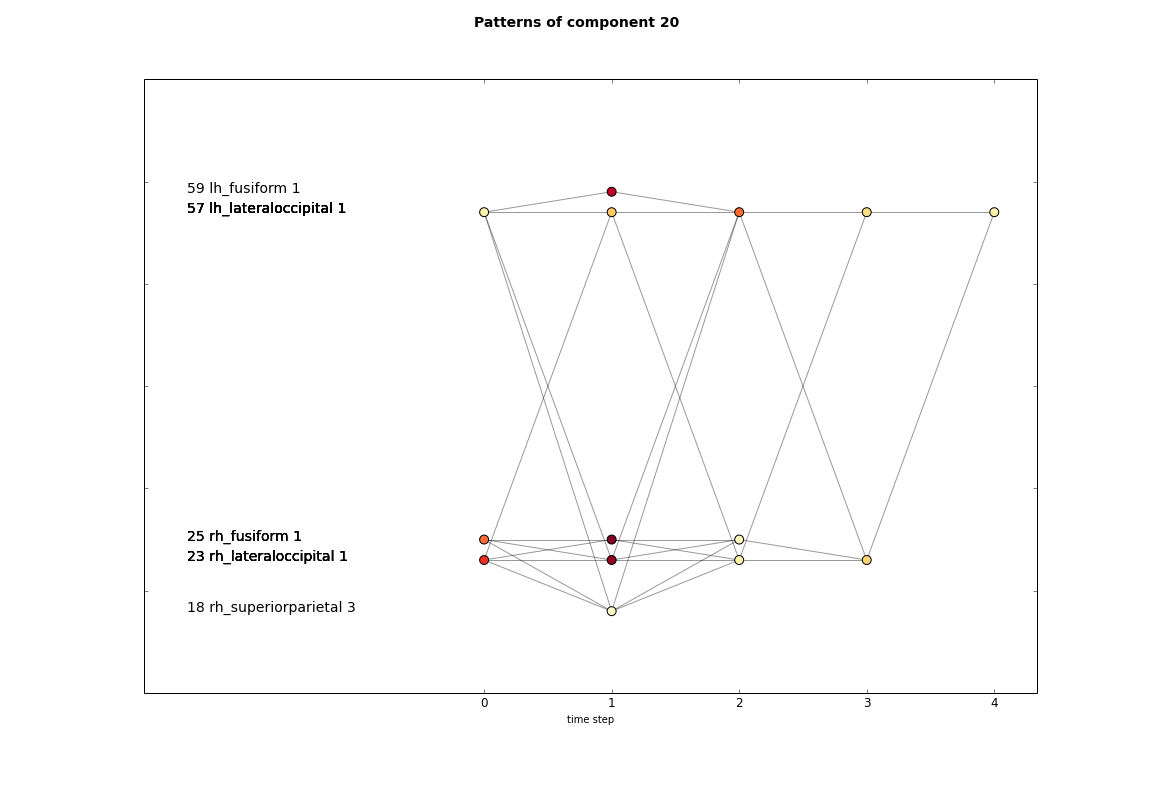 Patterns of component 20
59 lh_fusiform 1
57 lh_lateraloccipital 1
25 rh_fusiform 1
23 rh_lateraloccipital 1
18 rh_superiorparietal 3
0 1 2 3 4
time step